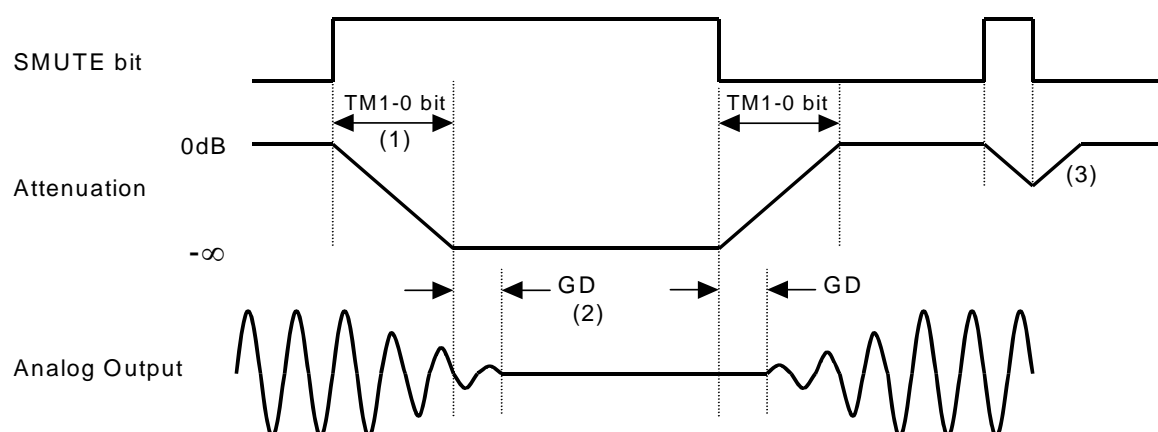 SMUTE bit
TM1-0 bit
TM1-0 bit
(1)
0dB
Attenuation
(3)
-∞
GD
GD
(2)
Analog Output